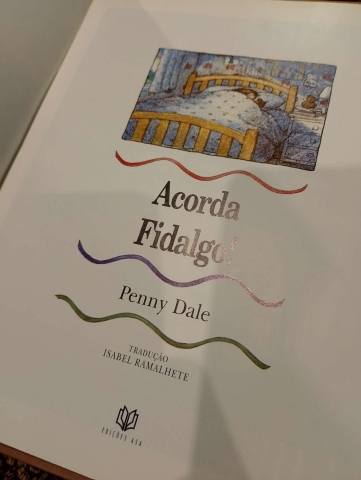 Acorda
Fidalgo!
Penny Dale
TRADUÇÃO
ISABEL RAMALHETE
EDIÇÕES ASA